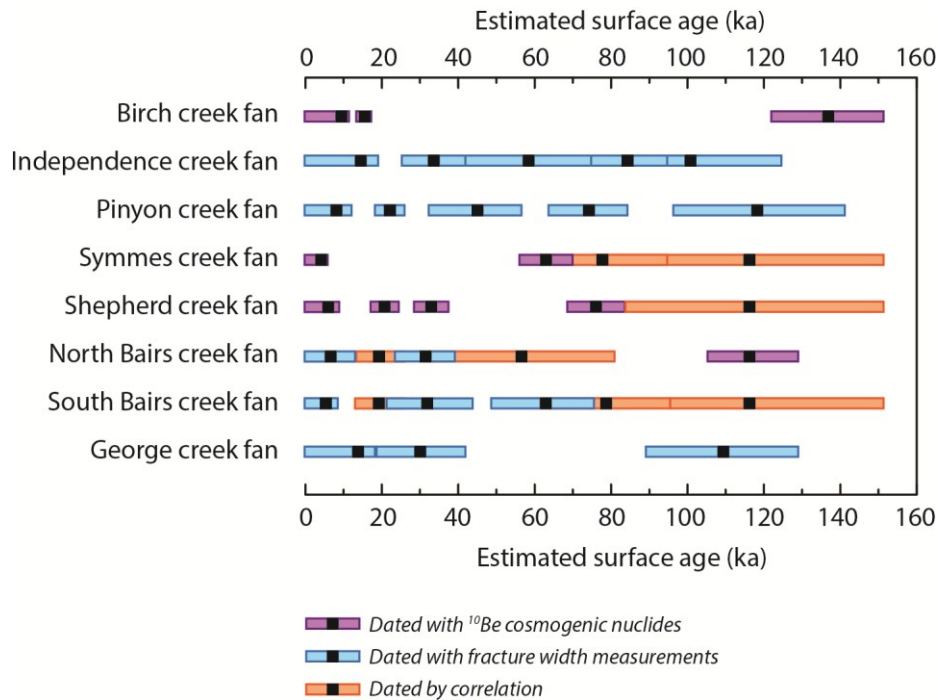 Estimated surface age (ka)
0 20 40 60 80 100 120 140 160
Birch creek fan
Independence creek fan
Pinyon creek fan
Symmes creek fan
Shepherd creek fan
North Bairs creek fan
South Bairs creek fan
George creek fan
0 20 40 60 80 100 120 140 160
Estimated surface age (ka)
Dated with ¹⁰Be cosmogenic nuclides
Dated with fracture width measurements
Dated by correlation